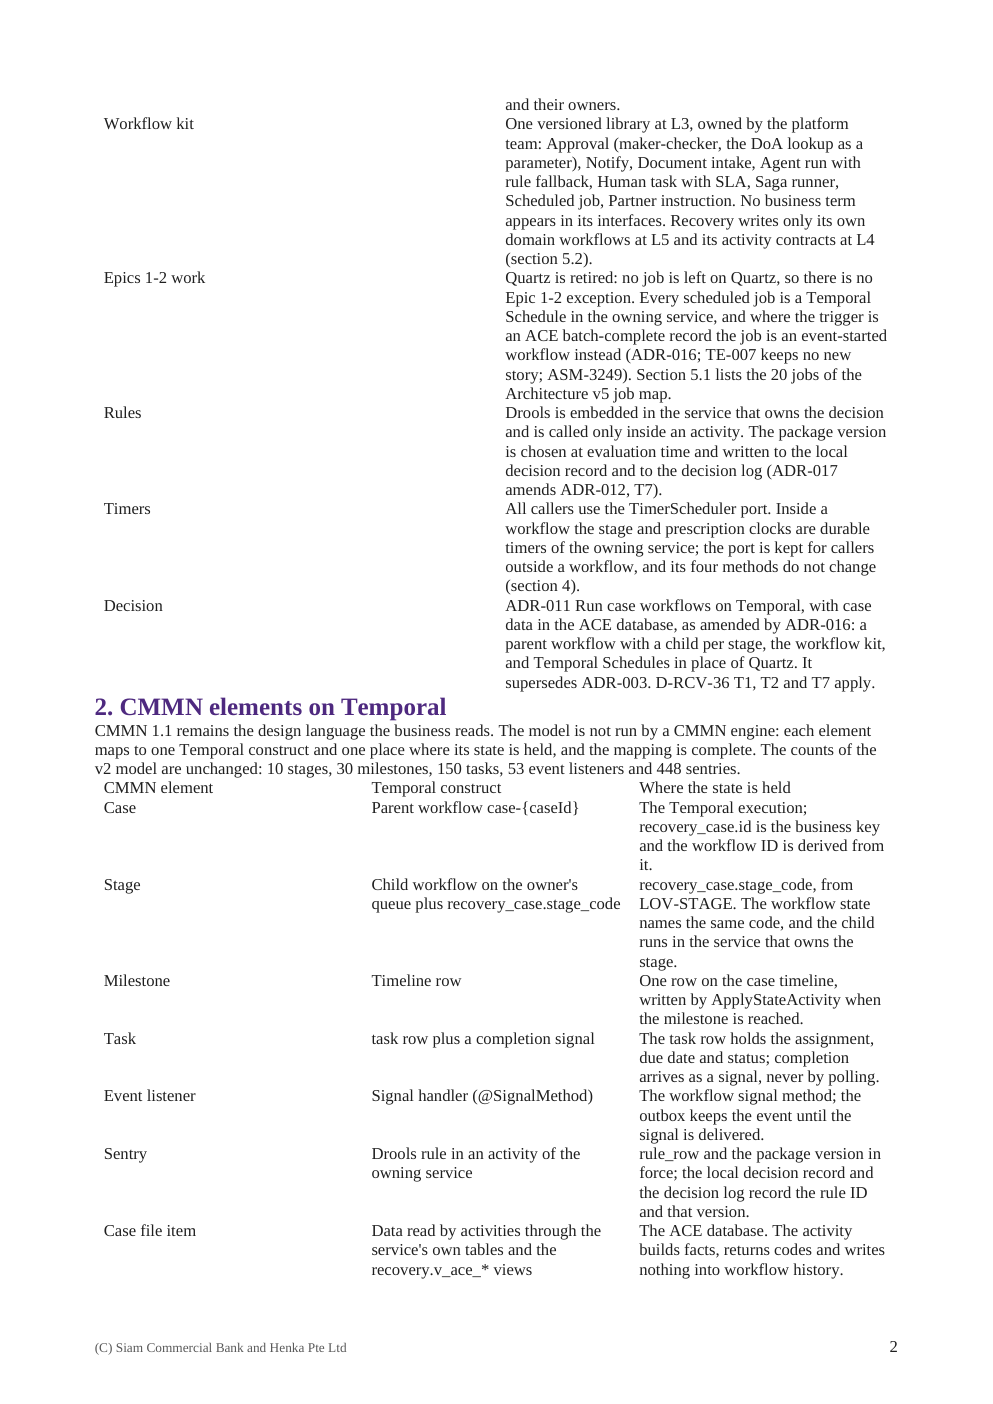 and their owners.
Workflow kit
One versioned library at L3, owned by the platform
team: Approval (maker-checker, the DoA lookup as a
parameter), Notify, Document intake, Agent run with
rule fallback, Human task with SLA, Saga runner,
Scheduled job, Partner instruction. No business term
appears in its interfaces. Recovery writes only its own
domain workflows at L5 and its activity contracts at L4
(section 5.2).
Epics 1-2 work
Quartz is retired: no job is left on Quartz, so there is no
Epic 1-2 exception. Every scheduled job is a Temporal
Schedule in the owning service, and where the trigger is
an ACE batch-complete record the job is an event-started
workflow instead (ADR-016; TE-007 keeps no new
story; ASM-3249). Section 5.1 lists the 20 jobs of the
Architecture v5 job map.
Rules
Drools is embedded in the service that owns the decision
and is called only inside an activity. The package version
is chosen at evaluation time and written to the local
decision record and to the decision log (ADR-017
amends ADR-012, T7).
Timers
All callers use the TimerScheduler port. Inside a
workflow the stage and prescription clocks are durable
timers of the owning service; the port is kept for callers
outside a workflow, and its four methods do not change
(section 4).
Decision
ADR-011 Run case workflows on Temporal, with case
data in the ACE database, as amended by ADR-016: a
parent workflow with a child per stage, the workflow kit,
and Temporal Schedules in place of Quartz. It
supersedes ADR-003. D-RCV-36 T1, T2 and T7 apply.
2. CMMN elements on Temporal
CMMN 1.1 remains the design language the business reads. The model is not run by a CMMN engine: each element
maps to one Temporal construct and one place where its state is held, and the mapping is complete. The counts of the
v2 model are unchanged: 10 stages, 30 milestones, 150 tasks, 53 event listeners and 448 sentries.
CMMN element
Temporal construct
Where the state is held
Case
Parent workflow case-{caseId}
The Temporal execution;
recovery_case.id is the business key
and the workflow ID is derived from
it.
Stage
Child workflow on the owner's
queue plus recovery_case.stage_code
recovery_case.stage_code, from
LOV-STAGE. The workflow state
names the same code, and the child
runs in the service that owns the
stage.
Milestone
Timeline row
One row on the case timeline,
written by ApplyStateActivity when
the milestone is reached.
Task
task row plus a completion signal
The task row holds the assignment,
due date and status; completion
arrives as a signal, never by polling.
Event listener
Signal handler (@SignalMethod)
The workflow signal method; the
outbox keeps the event until the
signal is delivered.
Sentry
Drools rule in an activity of the
owning service
rule_row and the package version in
force; the local decision record and
the decision log record the rule ID
and that version.
Case file item
Data read by activities through the
service's own tables and the
recovery.v_ace_* views
The ACE database. The activity
builds facts, returns codes and writes
nothing into workflow history.
(C) Siam Commercial Bank and Henka Pte Ltd
2